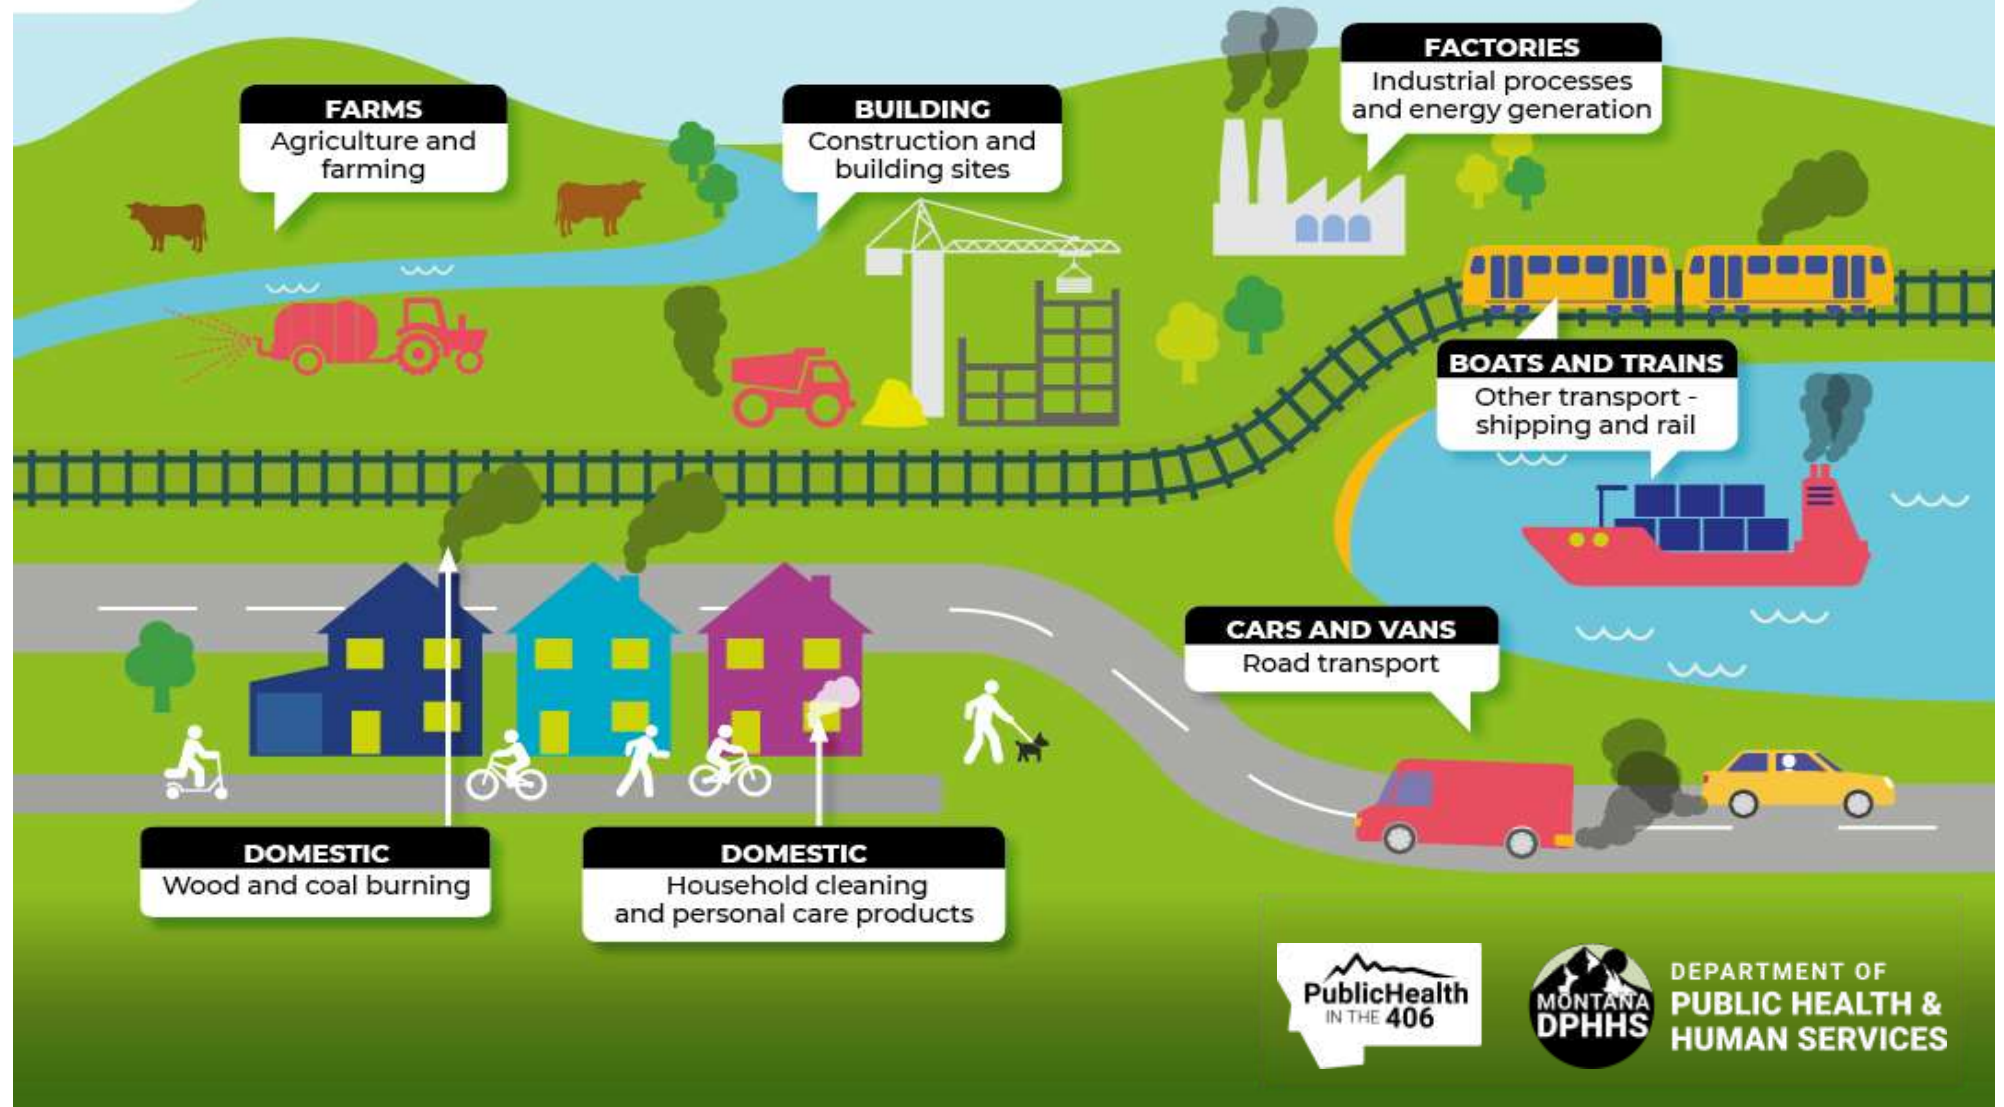 FACTORIES
Industrial processes
and energy generation
FARMS
Agriculture and
farming
BUILDING
Construction and
building sites
BOATS AND TRAINS
Other transport -
shipping and rail
CARS AND VANS
Road transport
DOMESTIC
Wood and coal burning
DOMESTIC
Household cleaning
and personal care products
PublicHealth
IN THE 406
MONTANA
DPHHS
DEPARTMENT OF
PUBLIC HEALTH &
HUMAN SERVICES